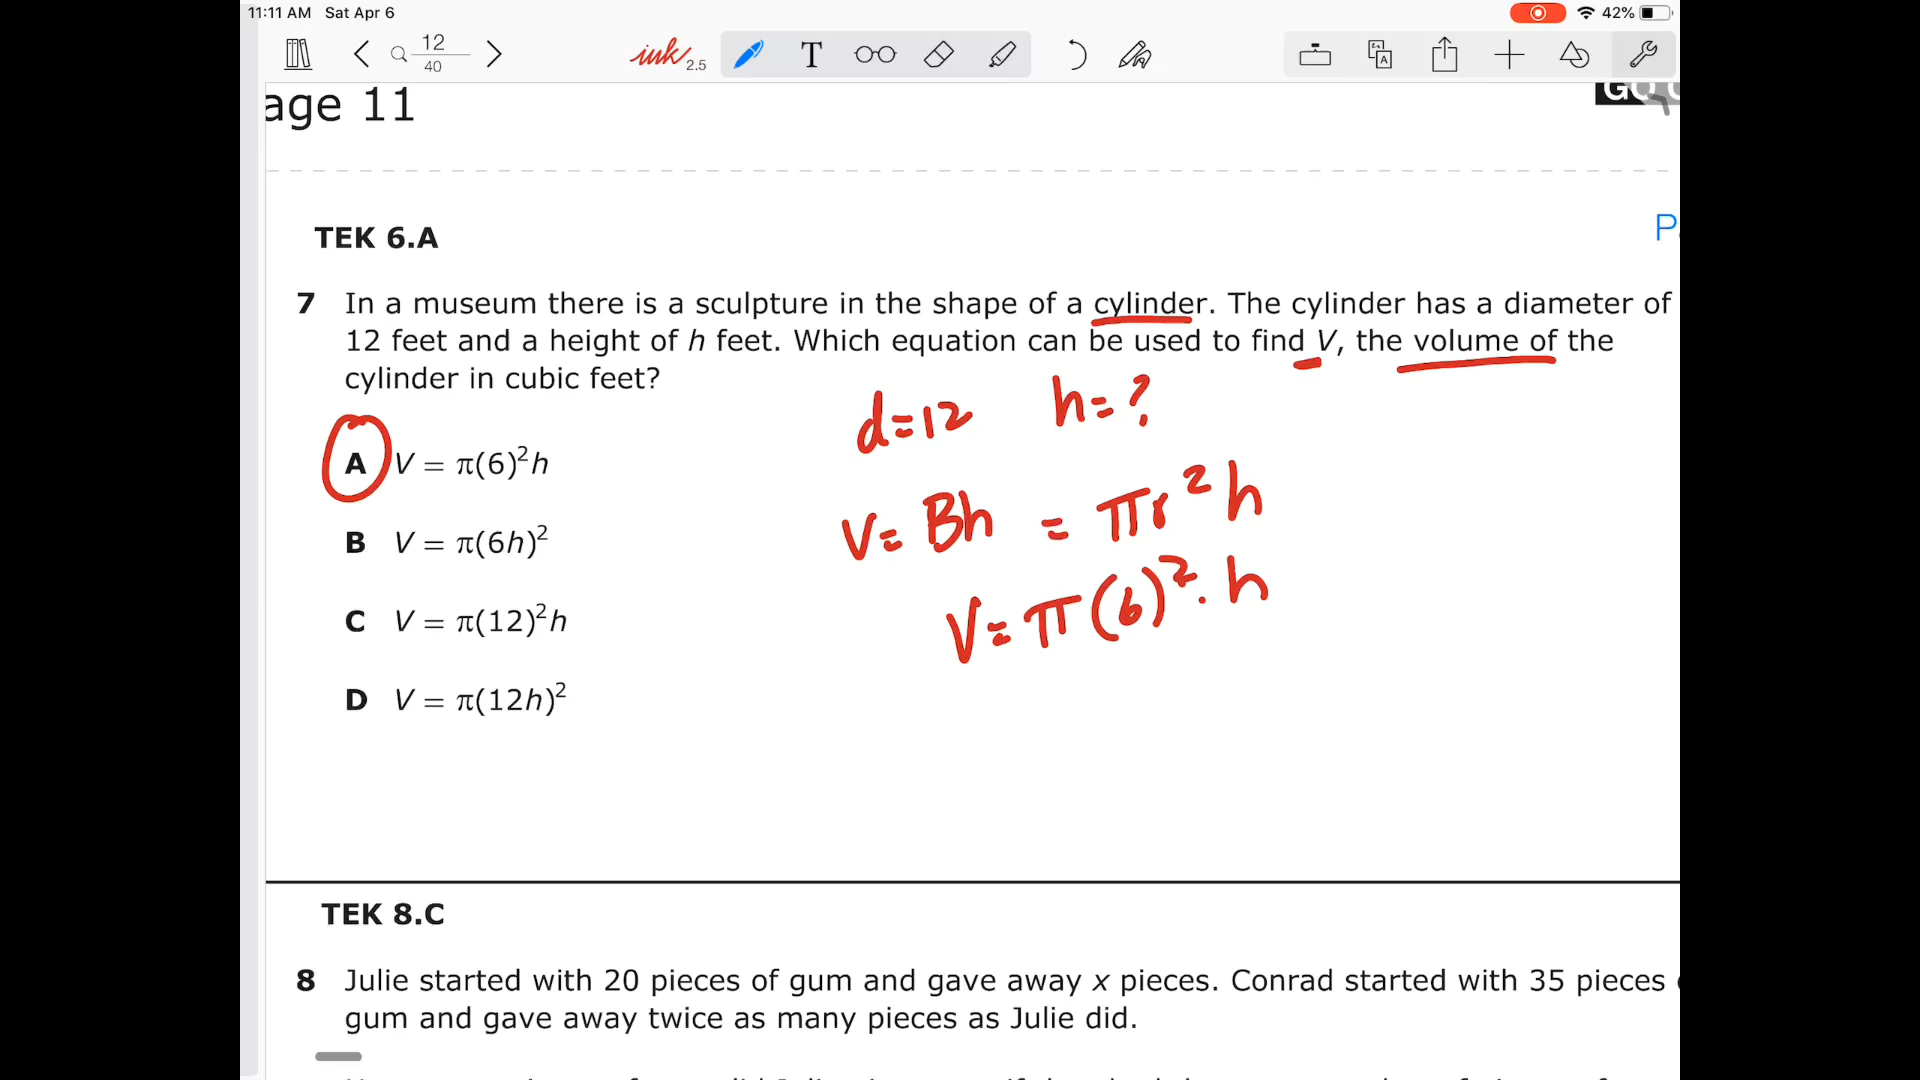 11:11 AM Sat Apr 6
42%
12
40
ink 2.5
T
age 11
TEK 6.A
7 In a museum there is a sculpture in the shape of a cylinder. The cylinder has a diameter of
12 feet and a height of h feet. Which equation can be used to find V, the volume of the
cylinder in cubic feet?
d=12 h=?
A V = π(6)²h
V= Bh = πr²h
B V = π(6h)²
V= π(6)²·h
C V = π(12)²h
D V = π(12h)²
TEK 8.C
8 Julie started with 20 pieces of gum and gave away x pieces. Conrad started with 35 pieces
gum and gave away twice as many pieces as Julie did.